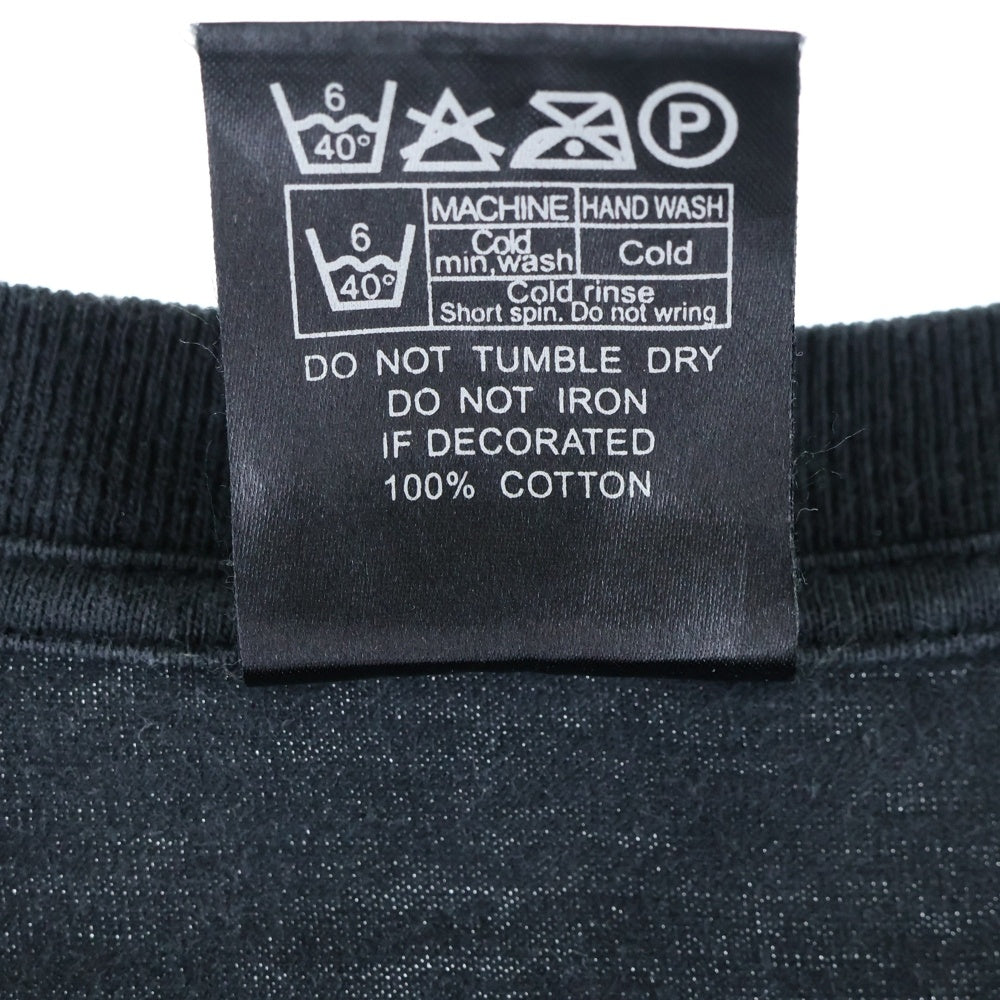 6
40°
P
MACHINE HAND WASH
6
40°
Cold
min,wash
Cold
Cold rinse
Short spin. Do not wring
DO NOT TUMBLE DRY
DO NOT IRON
IF DECORATED
100% COTTON